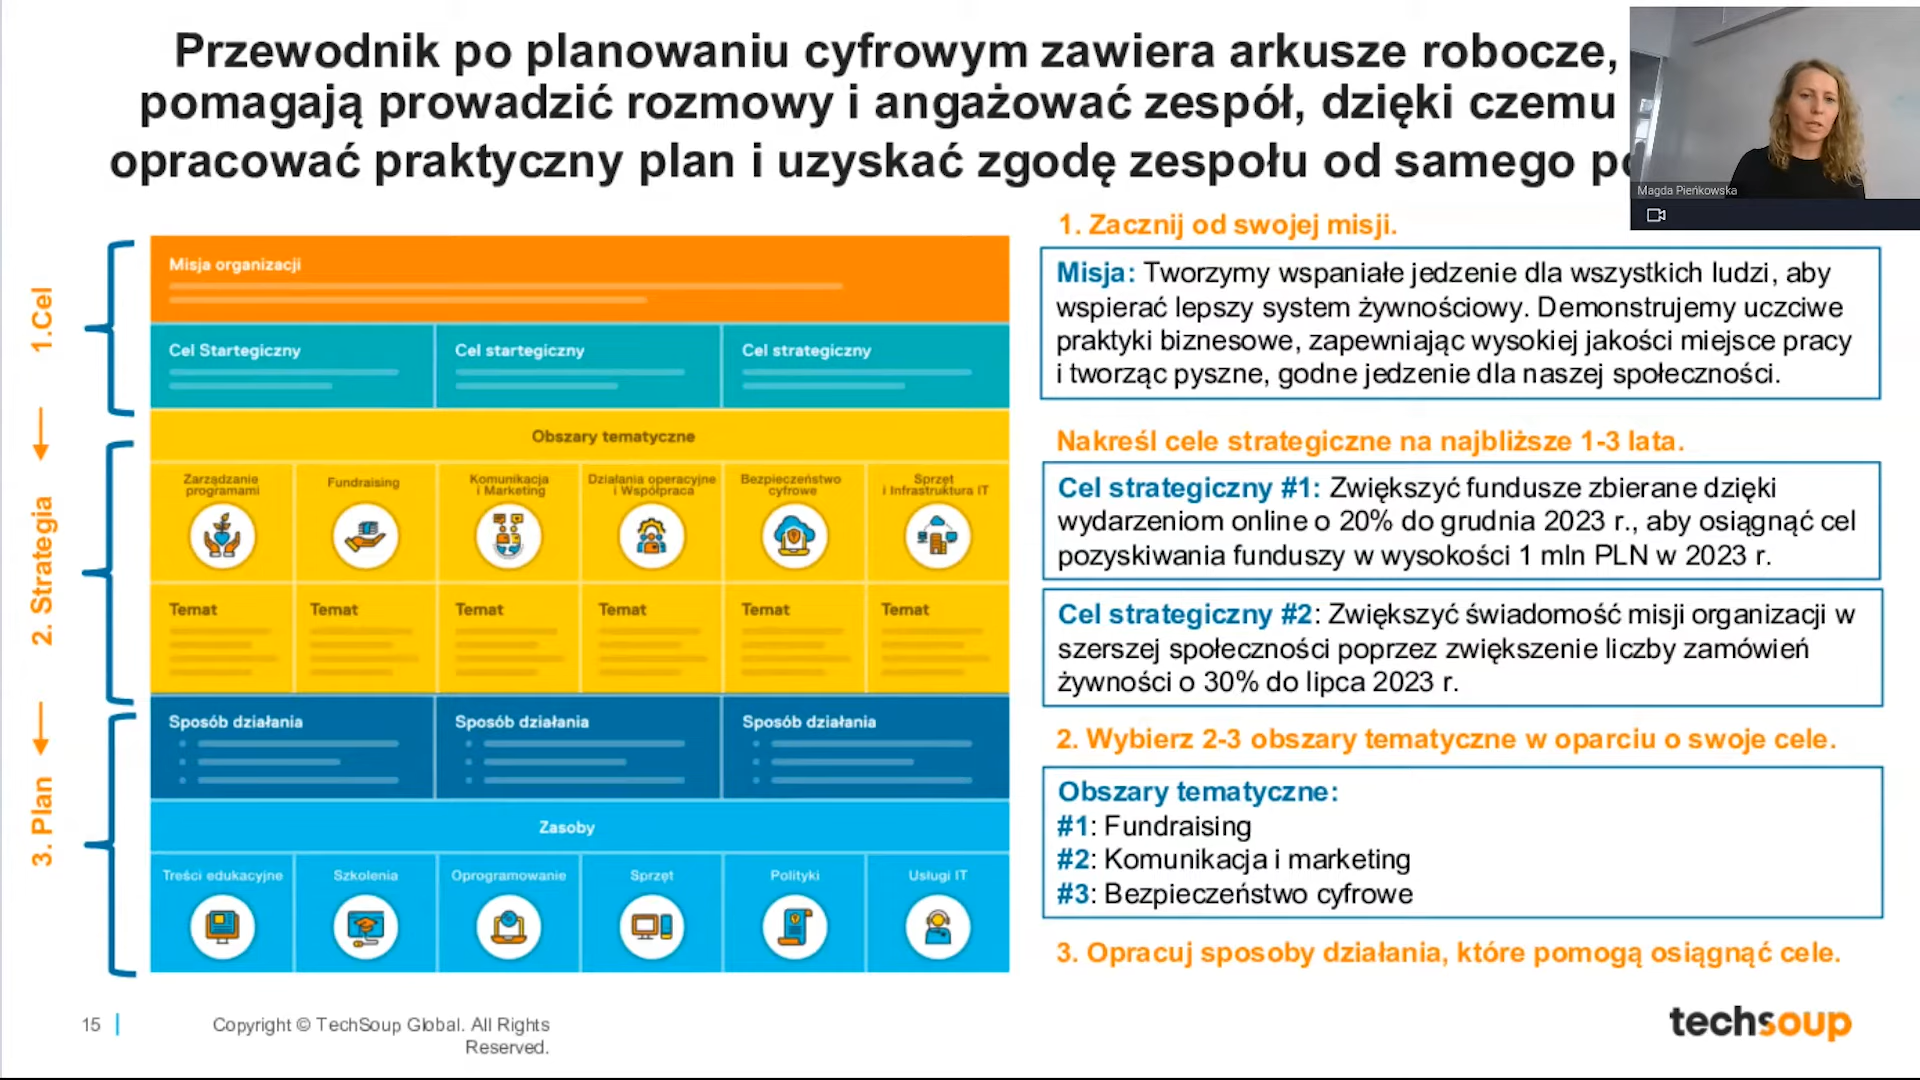 Przewodnik po planowaniu cyfrowym zawiera arkusze robocze,
pomagają prowadzić rozmowy i angażować zespół, dzięki czemu
opracować praktyczny plan i uzyskać zgodę zespołu od samego
Magda Pieńkowska
1.Cel
2. Strategia
3. Plan
Misja organizacji
Cel Startegiczny
Cel startegiczny
Cel strategiczny
Obszary tematyczne
Zarządzanie
programami
Fundraising
Komunikacja
i Marketing
Działania operacyjne
i Współpraca
Bezpieczeństwo
cyfrowe
Sprzęt
i Infrastruktura IT
Temat
Temat
Temat
Temat
Temat
Temat
Sposób działania
Sposób działania
Sposób działania
Zasoby
Treści edukacyjne
Szkolenia
Oprogramowanie
Sprzęt
Polityki
Usługi IT
1. Zacznij od swojej misji.
Misja: Tworzymy wspaniałe jedzenie dla wszystkich ludzi, aby
wspierać lepszy system żywnościowy. Demonstrujemy uczciwe
praktyki biznesowe, zapewniając wysokiej jakości miejsce pracy
i tworząc pyszne, godne jedzenie dla naszej społeczności.
Nakreśl cele strategiczne na najbliższe 1-3 lata.
Cel strategiczny #1: Zwiększyć fundusze zbierane dzięki
wydarzeniom online o 20% do grudnia 2023 r., aby osiągnąć cel
pozyskiwania funduszy w wysokości 1 mln PLN w 2023 r.
Cel strategiczny #2: Zwiększyć świadomość misji organizacji w
szerszej społeczności poprzez zwiększenie liczby zamówień
żywności o 30% do lipca 2023 r.
2. Wybierz 2-3 obszary tematyczne w oparciu o swoje cele.
Obszary tematyczne:
#1: Fundraising
#2: Komunikacja i marketing
#3: Bezpieczeństwo cyfrowe
3. Opracuj sposoby działania, które pomogą osiągnąć cele.
15
Copyright © TechSoup Global. All Rights
Reserved.
techsoup